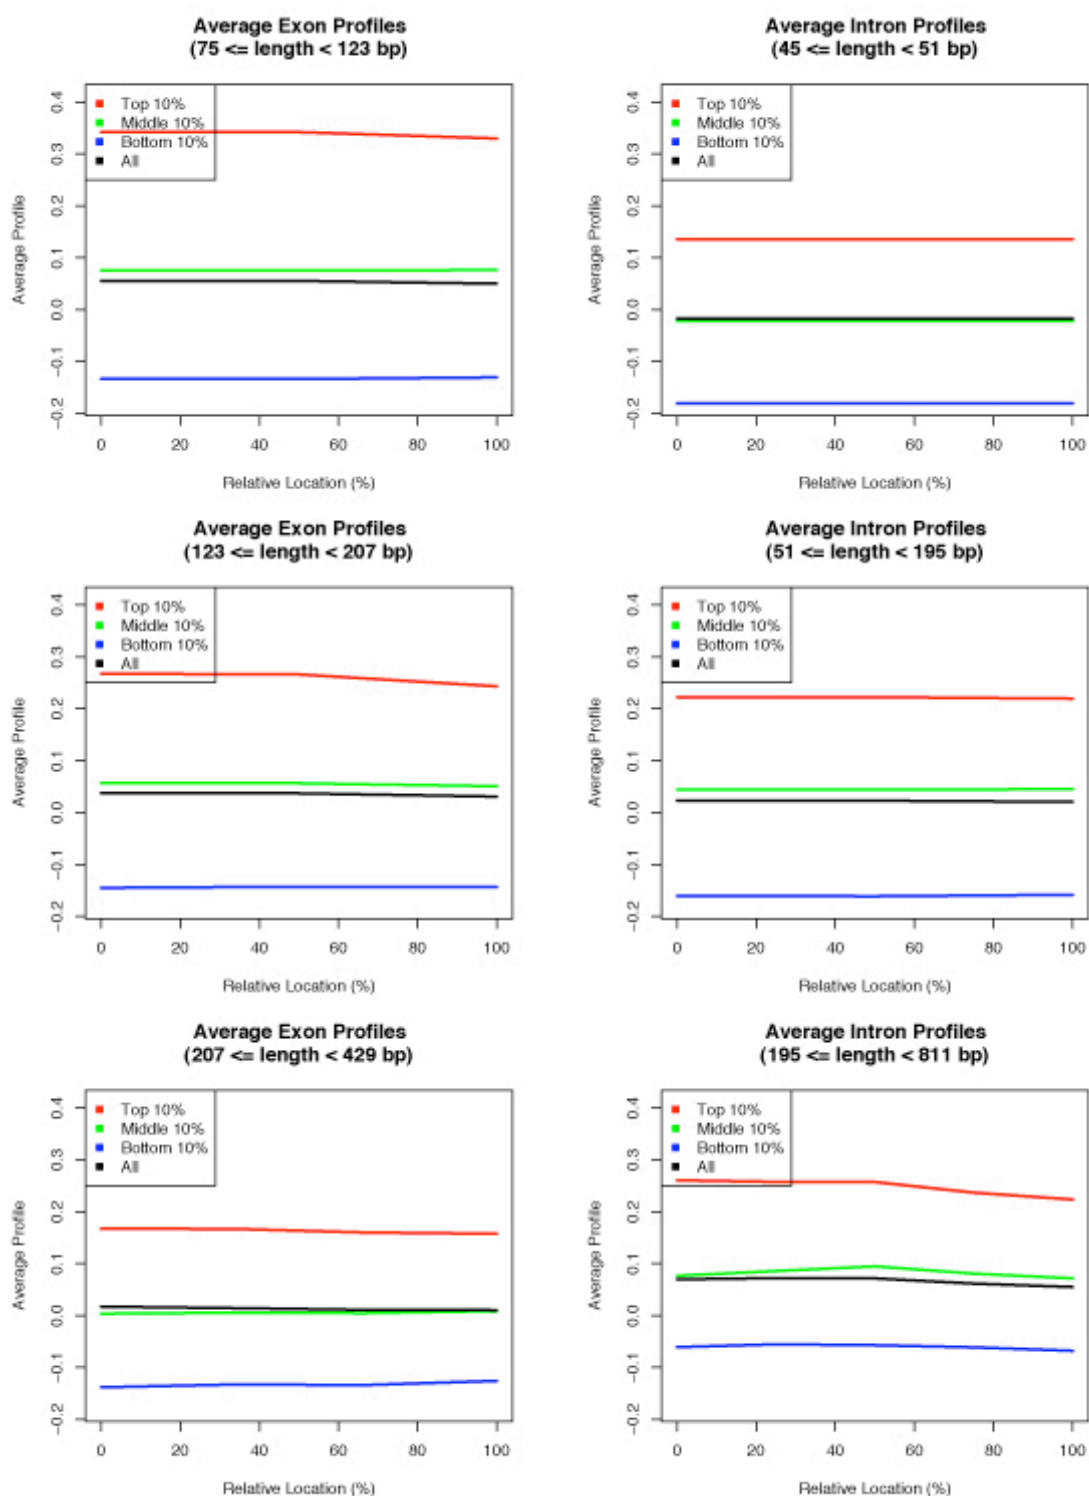 Average Exon Profiles
(75 <= length < 123 bp)
Average Profile
0.4
0.3
0.2
0.1
0.0
−0.1
−0.2
Top 10%
Middle 10%
Bottom 10%
All
0 20 40 60 80 100
Relative Location (%)
Average Intron Profiles
(45 <= length < 51 bp)
Average Profile
0.4
0.3
0.2
0.1
0.0
−0.1
−0.2
Top 10%
Middle 10%
Bottom 10%
All
0 20 40 60 80 100
Relative Location (%)
Average Exon Profiles
(123 <= length < 207 bp)
Average Profile
0.4
0.3
0.2
0.1
0.0
−0.1
−0.2
Top 10%
Middle 10%
Bottom 10%
All
0 20 40 60 80 100
Relative Location (%)
Average Intron Profiles
(51 <= length < 195 bp)
Average Profile
0.4
0.3
0.2
0.1
0.0
−0.1
−0.2
Top 10%
Middle 10%
Bottom 10%
All
0 20 40 60 80 100
Relative Location (%)
Average Exon Profiles
(207 <= length < 429 bp)
Average Profile
0.4
0.3
0.2
0.1
0.0
−0.1
−0.2
Top 10%
Middle 10%
Bottom 10%
All
0 20 40 60 80 100
Relative Location (%)
Average Intron Profiles
(195 <= length < 811 bp)
Average Profile
0.4
0.3
0.2
0.1
0.0
−0.1
−0.2
Top 10%
Middle 10%
Bottom 10%
All
0 20 40 60 80 100
Relative Location (%)